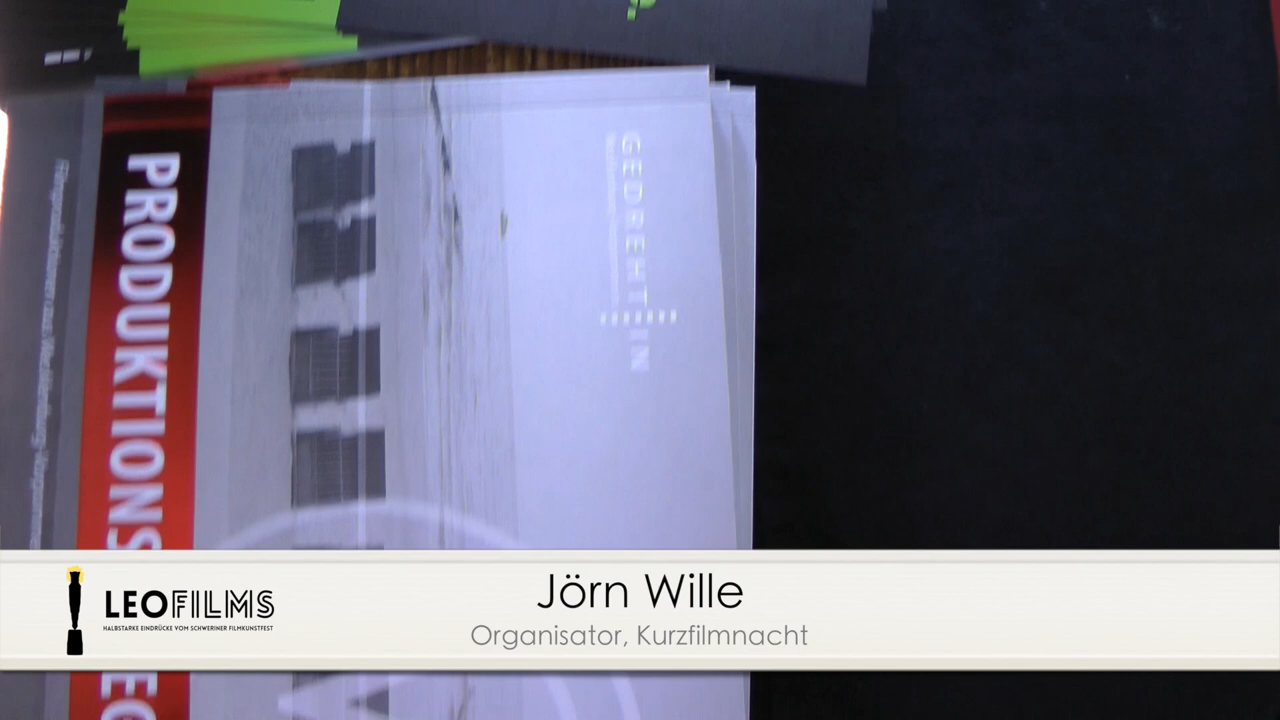 PRODUKTIONS
GEDREHT IN
LEOFILMS
HALBSTARKE EINDRÜCKE VOM SCHWERINER FILMKUNSTFEST
Jörn Wille
Organisator, Kurzfilmnacht